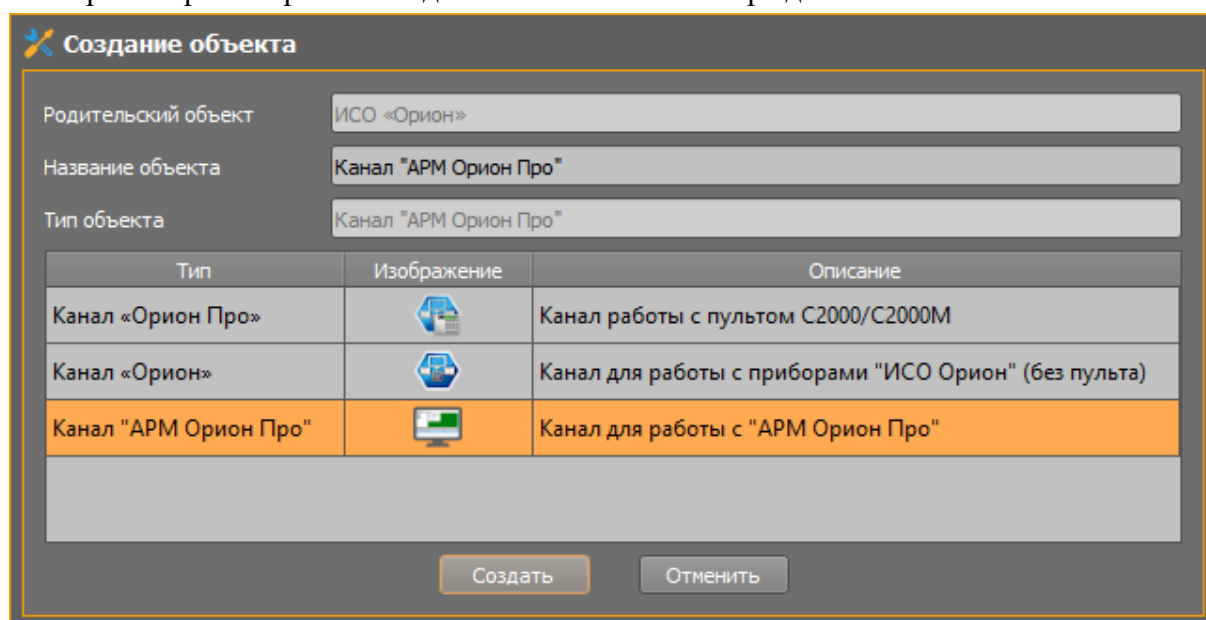 Создание объекта
Родительский объект ИСО «Орион»
Название объекта Канал "АРМ Орион Про"
Тип объекта Канал "АРМ Орион Про"
Тип Изображение Описание
Канал «Орион Про» Канал работы с пультом С2000/С2000М
Канал «Орион» Канал для работы с приборами "ИСО Орион" (без пульта)
Канал "АРМ Орион Про" Канал для работы с "АРМ Орион Про"
Создать Отменить